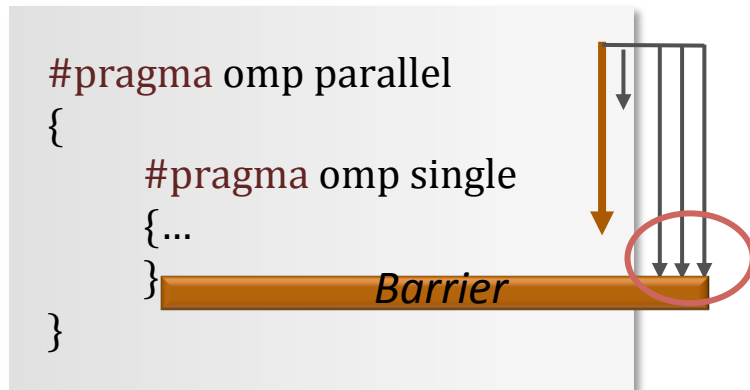 #pragma omp parallel
{
#pragma omp single
{...
}
Barrier
}